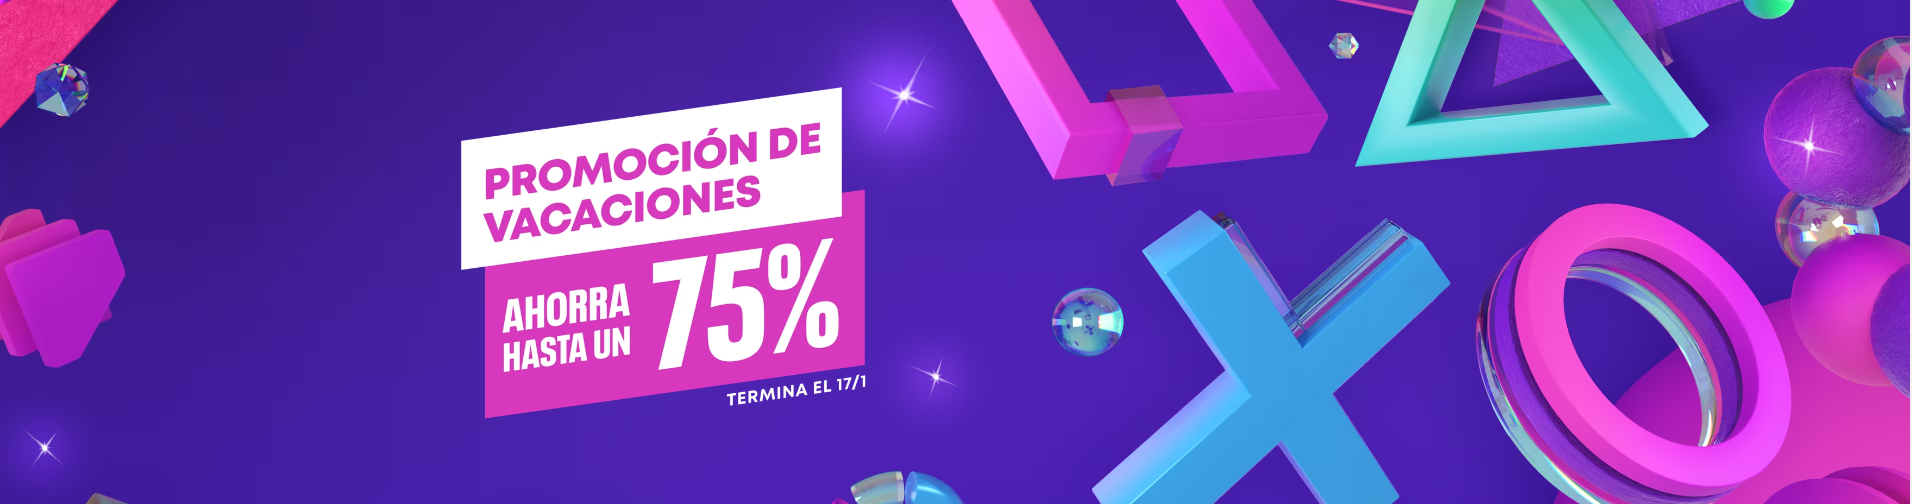 PROMOCIÓN DE
VACACIONES
AHORRA
HASTA UN
75%
TERMINA EL 17/1